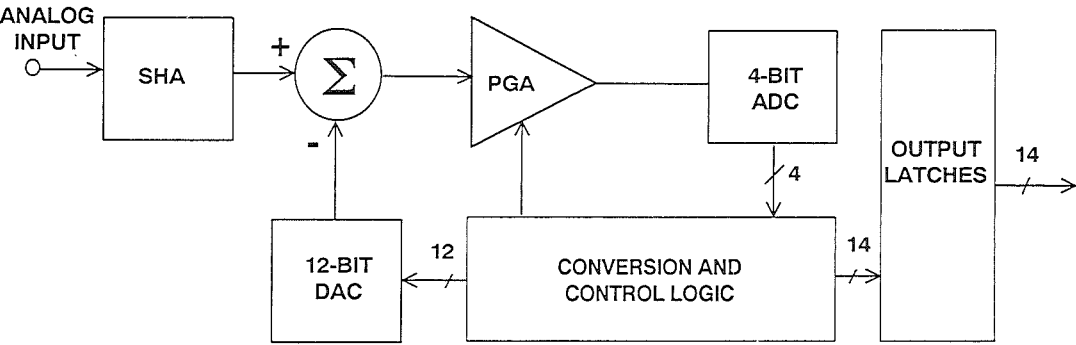 ANALOG
INPUT
SHA
+
Σ
-
PGA
4-BIT
ADC
4
OUTPUT
LATCHES
14
12-BIT
DAC
12
CONVERSION AND
CONTROL LOGIC
14